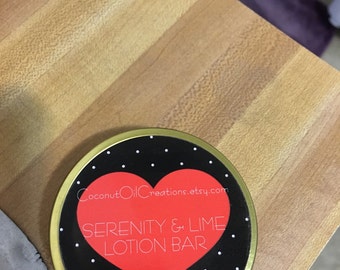 CoconutOilCreations.etsy.com
SERENITY & LIME
LOTION BAR